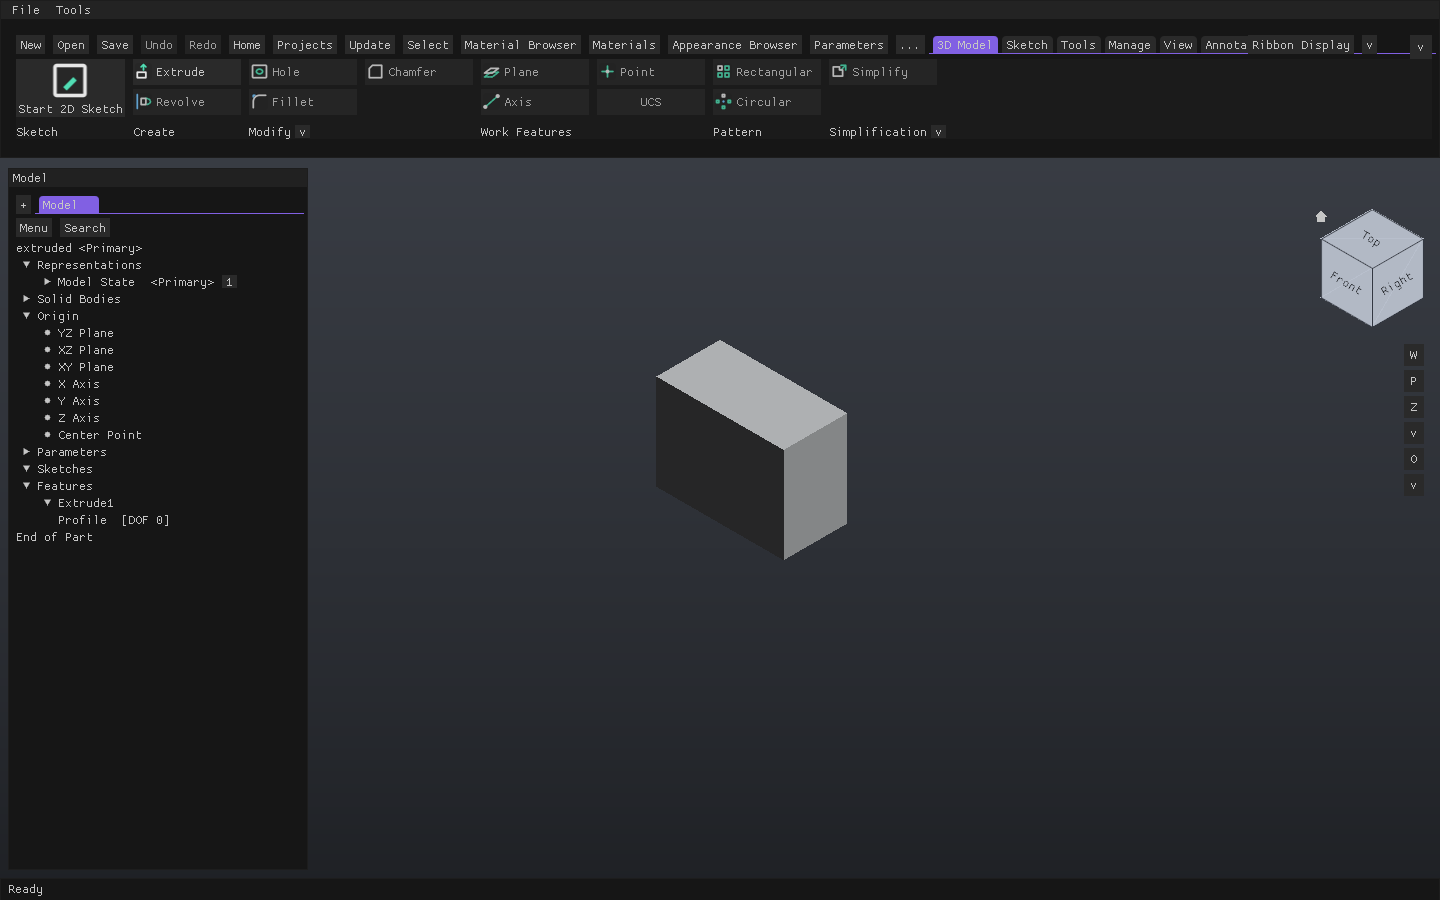 File Tools
New Open Save Undo Redo Home Projects Update Select Material Browser Materials Appearance Browser Parameters ... 3D Model Sketch Tools Manage View Annota Ribbon Display v v
Start 2D Sketch
Extrude Hole Chamfer Plane Point Rectangular Simplify
Revolve Fillet Axis UCS Circular
Sketch Create Modify v Work Features Pattern Simplification v
Model
+ Model
Menu Search
extruded <Primary>
Representations
Model State <Primary> 1
Solid Bodies
Origin
YZ Plane
XZ Plane
XY Plane
X Axis
Y Axis
Z Axis
Center Point
Parameters
Sketches
Features
Extrude1
Profile [DOF 0]
End of Part
Top
Front
Right
W
P
Z
v
O
v
Ready